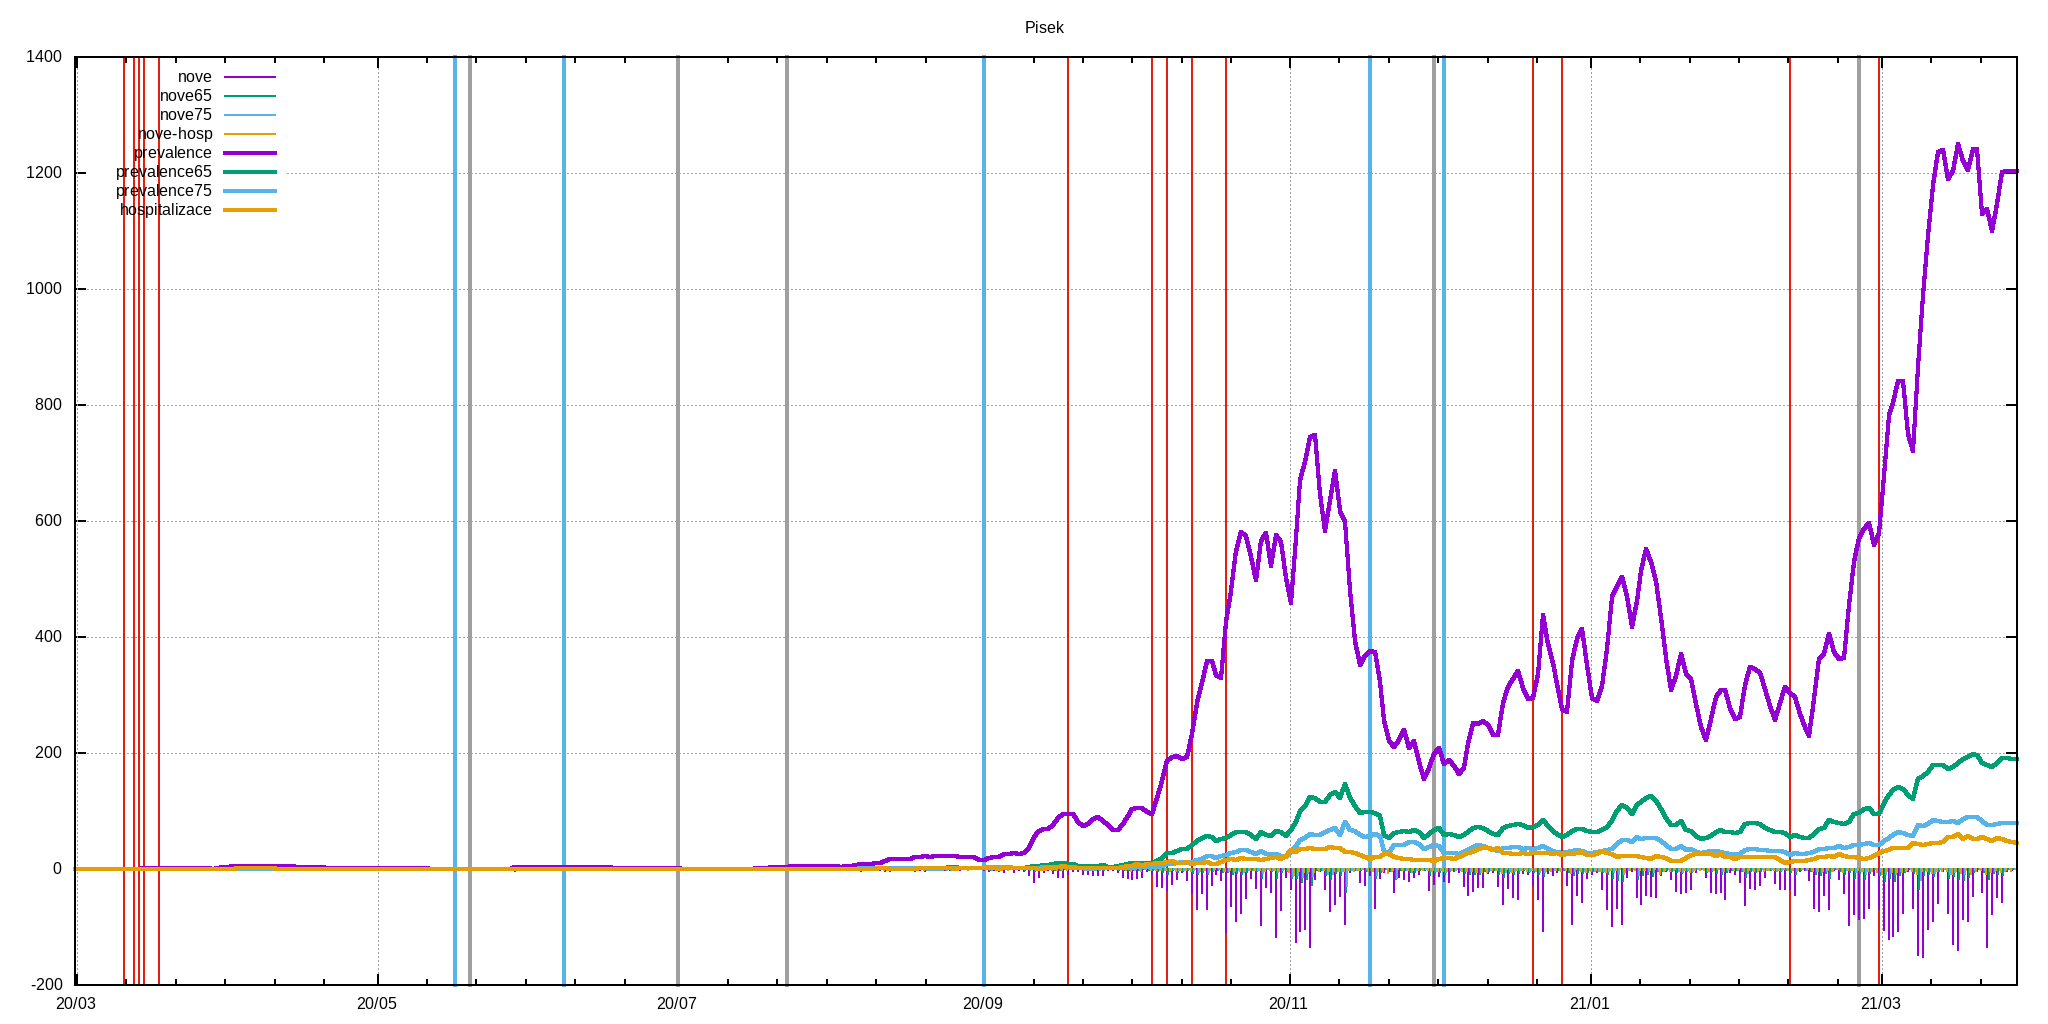 Pisek
1400
1200
1000
800
600
400
200
0
-200
nove
nove65
nove75
nove-hosp
prevalence
prevalence65
prevalence75
hospitalizace
20/03 20/05 20/07 20/09 20/11 21/01 21/03